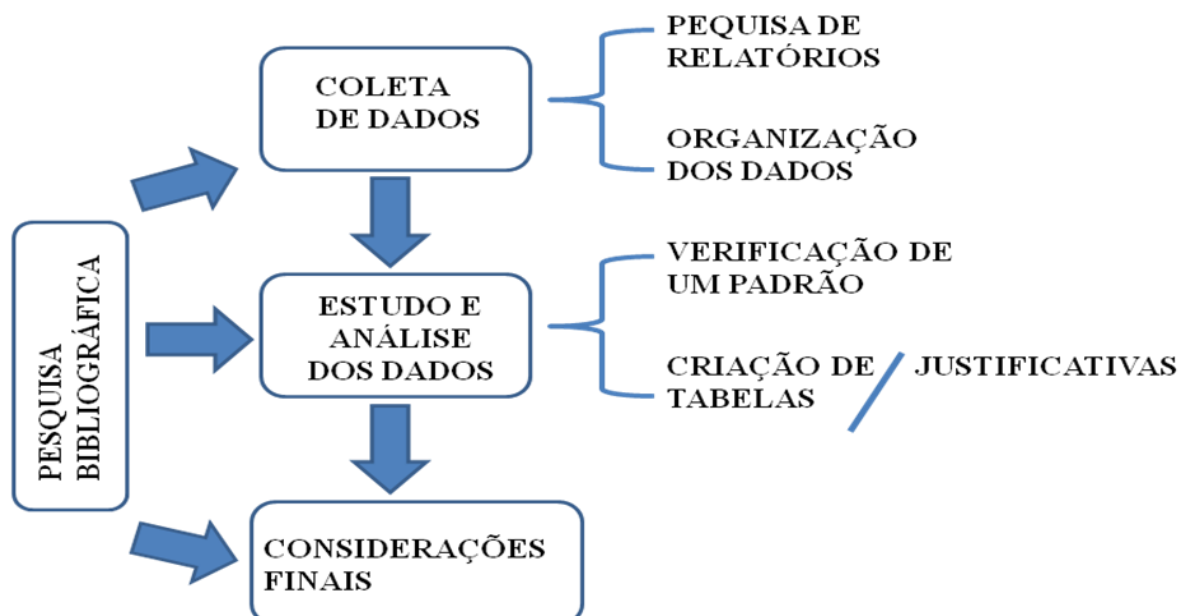 PEQUISA DE
RELATÓRIOS
COLETA
DE DADOS
ORGANIZAÇÃO
DOS DADOS
PESQUISA
BIBLIOGRÁFICA
VERIFICAÇÃO DE
UM PADRÃO
ESTUDO E
ANÁLISE
DOS DADOS
CRIAÇÃO DE
TABELAS
/ JUSTIFICATIVAS
CONSIDERAÇÕES
FINAIS